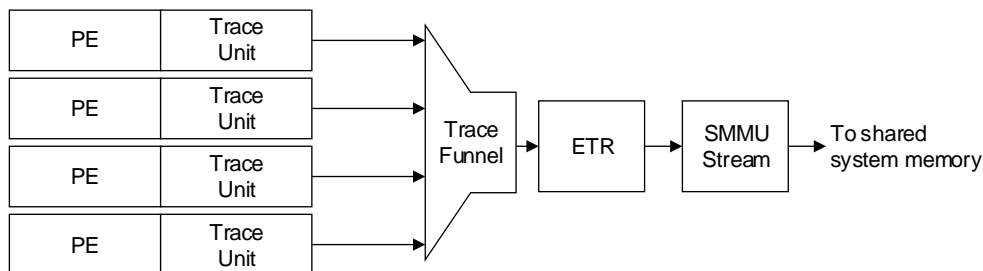 PE
Trace
Unit
PE
Trace
Unit
PE
Trace
Unit
PE
Trace
Unit
Trace
Funnel
ETR
SMMU
Stream
To shared
system memory